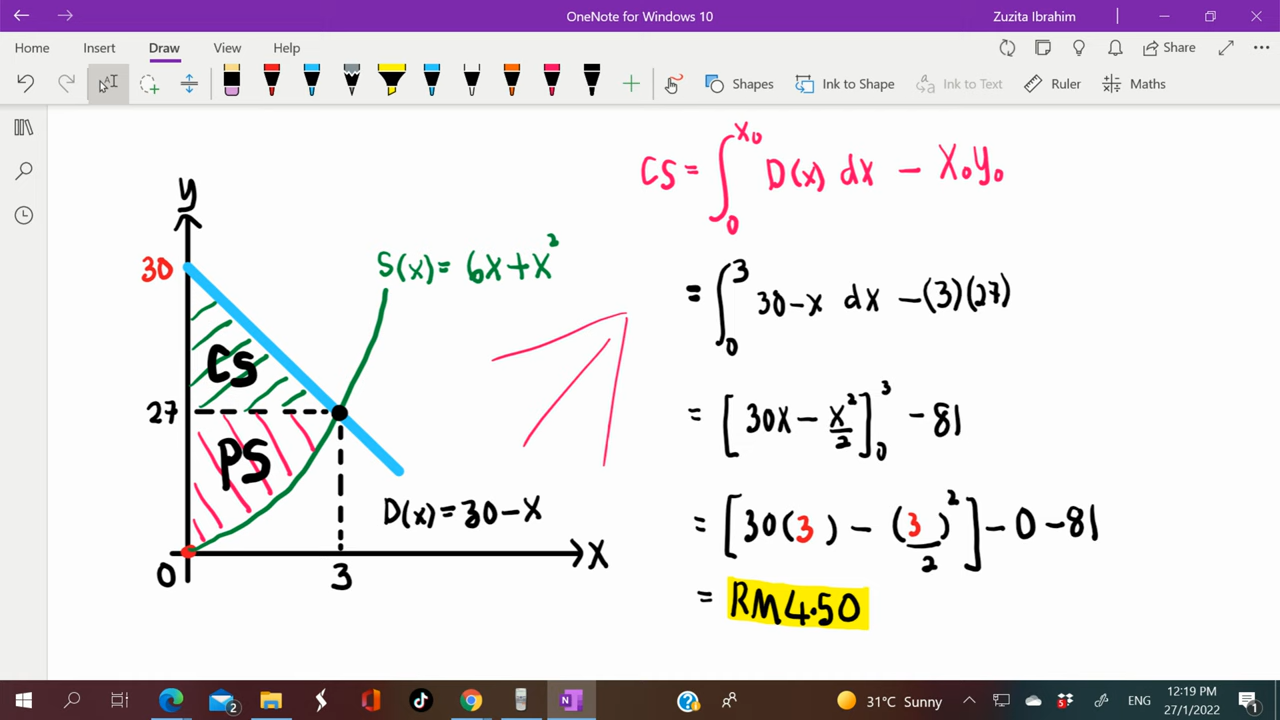 OneNote for Windows 10
Zuzita Ibrahim
Home Insert Draw View Help
Share
Shapes Ink to Shape Ink to Text Ruler Maths
CS = ∫₀^x₀ D(x) dx − x₀y₀
y
30
S(x) = 6x + x²
= ∫₀³ 30 − x dx − (3)(27)
CS
27
= [30x − x²/2]₀³ − 81
PS
D(x) = 30 − x
= [30(3) − (3)²/2] − 0 − 81
x
0
3
= RM4.50
2
31°C Sunny
ENG
12:19 PM
27/1/2022
1